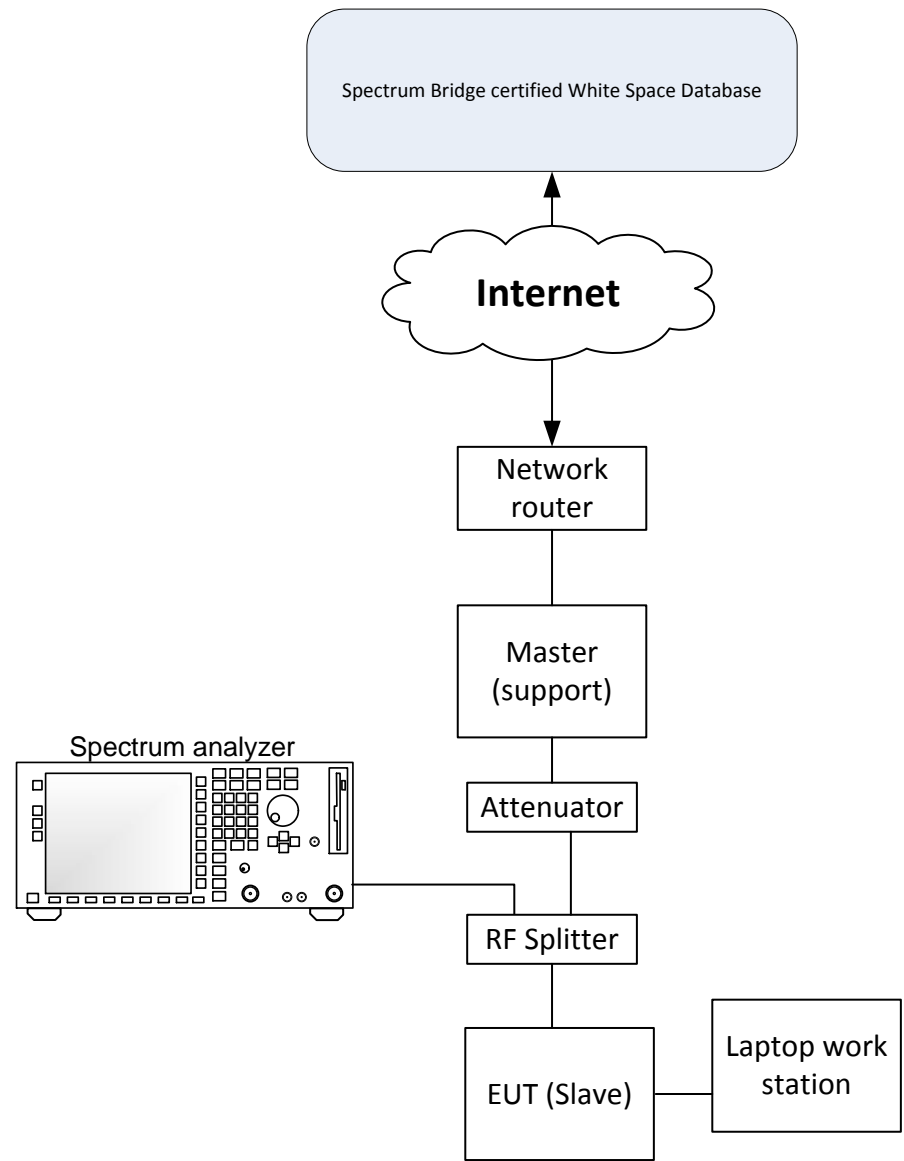 Spectrum Bridge certified White Space Database
Internet
Network
router
Master
(support)
Spectrum analyzer
Attenuator
RF Splitter
EUT (Slave)
Laptop work
station